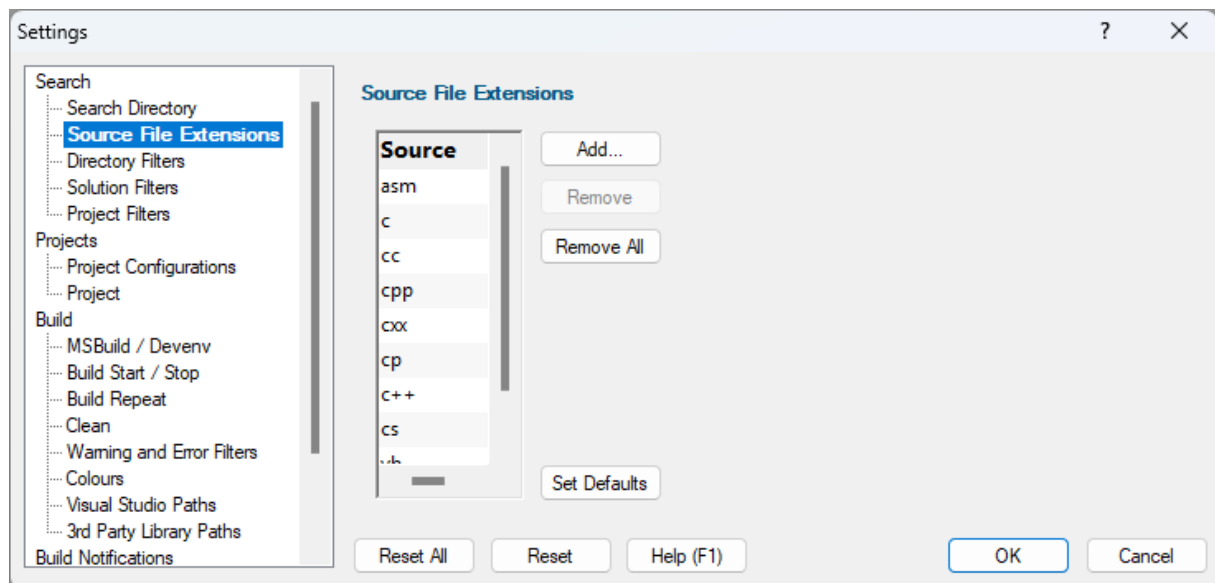 Settings
?
Search
Search Directory
Source File Extensions
Directory Filters
Solution Filters
Project Filters
Projects
Project Configurations
Project
Build
MSBuild / Devenv
Build Start / Stop
Build Repeat
Clean
Warning and Error Filters
Colours
Visual Studio Paths
3rd Party Library Paths
Build Notifications
Source File Extensions
Source
asm
c
cc
cpp
cxx
cp
c++
cs
Add...
Remove
Remove All
Set Defaults
Reset All
Reset
Help (F1)
OK
Cancel